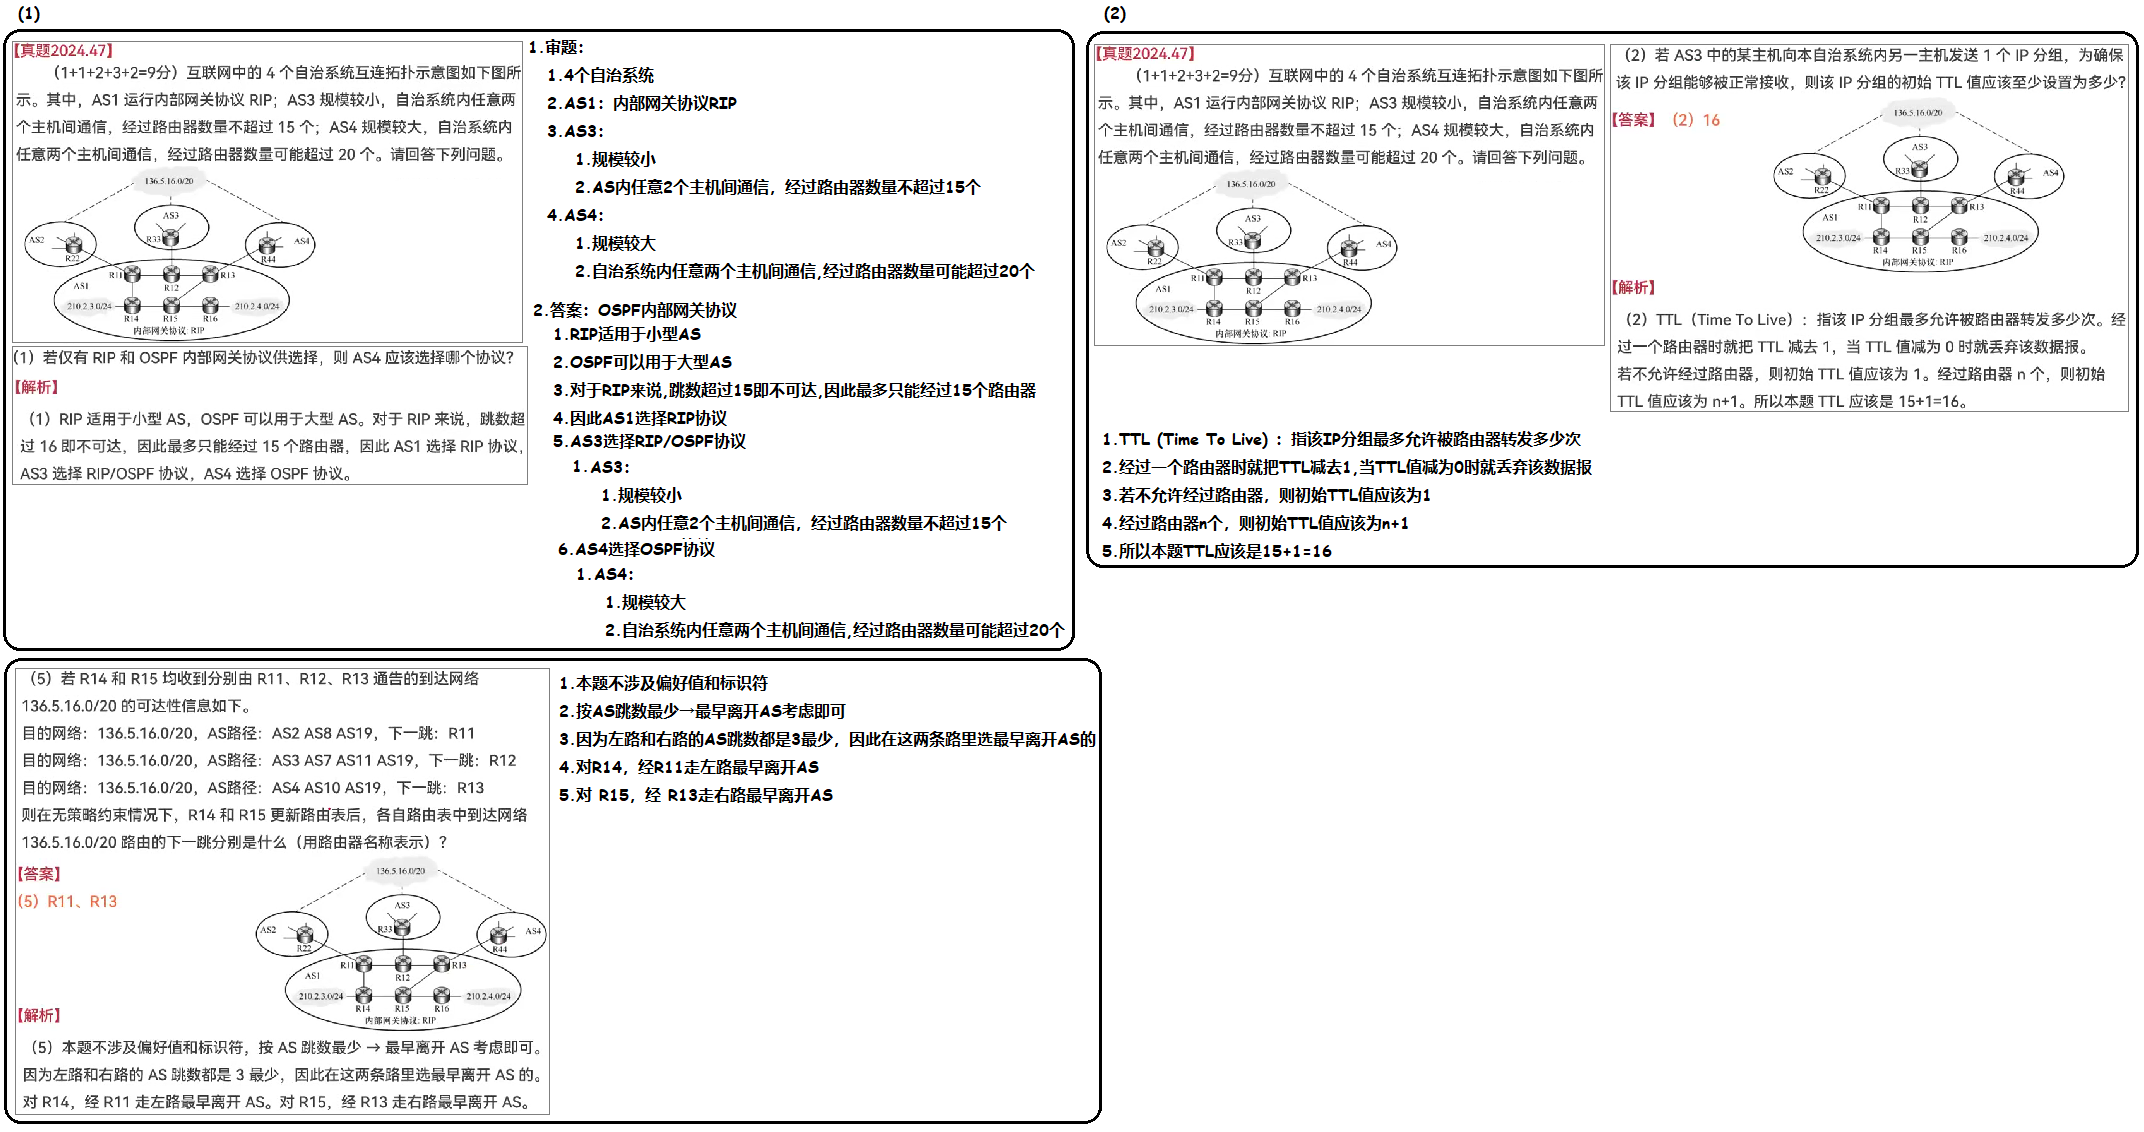 (1)
【真题2024.47】
（1+1+2+3+2=9分）互联网中的 4 个自治系统互连拓扑示意图如下图所
示。其中，AS1 运行内部网关协议 RIP；AS3 规模较小，自治系统内任意两
个主机间通信，经过路由器数量不超过 15 个；AS4 规模较大，自治系统内
任意两个主机间通信，经过路由器数量可能超过 20 个。请回答下列问题。
136.5.16.0/20
AS3
AS2
R33
AS4
R22
R44
R11
R12
R13
AS1
210.2.3.0/24
210.2.4.0/24
R14
R15
R16
内部网关协议: RIP
（1）若仅有 RIP 和 OSPF 内部网关协议供选择，则 AS4 应该选择哪个协议？
【解析】
（1）RIP 适用于小型 AS，OSPF 可以用于大型 AS。对于 RIP 来说，跳数超
过 16 即不可达，因此最多只能经过 15 个路由器，因此 AS1 选择 RIP 协议，
AS3 选择 RIP/OSPF 协议，AS4 选择 OSPF 协议。
1.审题：
1.4个自治系统
2.AS1：内部网关协议RIP
3.AS3：
1.规模较小
2.AS内任意2个主机间通信，经过路由器数量不超过15个
4.AS4：
1.规模较大
2.自治系统内任意两个主机间通信,经过路由器数量可能超过20个
2.答案：OSPF内部网关协议
1.RIP适用于小型AS
2.OSPF可以用于大型AS
3.对于RIP来说,跳数超过15即不可达,因此最多只能经过15个路由器
4.因此AS1选择RIP协议
5.AS3选择RIP/OSPF协议
1.AS3：
1.规模较小
2.AS内任意2个主机间通信，经过路由器数量不超过15个
6.AS4选择OSPF协议
1.AS4：
1.规模较大
2.自治系统内任意两个主机间通信,经过路由器数量可能超过20个
(2)
【真题2024.47】
（1+1+2+3+2=9分）互联网中的 4 个自治系统互连拓扑示意图如下图所
示。其中，AS1 运行内部网关协议 RIP；AS3 规模较小，自治系统内任意两
个主机间通信，经过路由器数量不超过 15 个；AS4 规模较大，自治系统内
任意两个主机间通信，经过路由器数量可能超过 20 个。请回答下列问题。
136.5.16.0/20
AS3
AS2
R33
AS4
R22
R44
R11
R12
R13
AS1
210.2.3.0/24
210.2.4.0/24
R14
R15
R16
内部网关协议: RIP
（2）若 AS3 中的某主机向本自治系统内另一主机发送 1 个 IP 分组，为确保
该 IP 分组能够被正常接收，则该 IP 分组的初始 TTL 值应该至少设置为多少？
【答案】（2）16
136.5.16.0/20
AS3
AS2
R33
AS4
R22
R44
R11
R12
R13
AS1
210.2.3.0/24
210.2.4.0/24
R14
R15
R16
内部网关协议: RIP
【解析】
（2）TTL（Time To Live）：指该 IP 分组最多允许被路由器转发多少次。经
过一个路由器时就把 TTL 减去 1，当 TTL 值减为 0 时就丢弃该数据报。
若不允许经过路由器，则初始 TTL 值应该为 1。经过路由器 n 个，则初始
TTL 值应该为 n+1。所以本题 TTL 应该是 15+1=16。
1.TTL (Time To Live) ：指该IP分组最多允许被路由器转发多少次
2.经过一个路由器时就把TTL减去1,当TTL值减为0时就丢弃该数据报
3.若不允许经过路由器，则初始TTL值应该为1
4.经过路由器n个，则初始TTL值应该为n+1
5.所以本题TTL应该是15+1=16
（5）若 R14 和 R15 均收到分别由 R11、R12、R13 通告的到达网络
136.5.16.0/20 的可达性信息如下。
目的网络：136.5.16.0/20，AS路径：AS2 AS8 AS19，下一跳：R11
目的网络：136.5.16.0/20，AS路径：AS3 AS7 AS11 AS19，下一跳：R12
目的网络：136.5.16.0/20，AS路径：AS4 AS10 AS19，下一跳：R13
则在无策略约束情况下，R14 和 R15 更新路由表后，各自路由表中到达网络
136.5.16.0/20 路由的下一跳分别是什么（用路由器名称表示）？
【答案】
（5）R11、R13
136.5.16.0/20
AS3
AS2
R33
AS4
R22
R44
R11
R12
R13
AS1
210.2.3.0/24
210.2.4.0/24
R14
R15
R16
内部网关协议: RIP
【解析】
（5）本题不涉及偏好值和标识符，按 AS 跳数最少 → 最早离开 AS 考虑即可。
因为左路和右路的 AS 跳数都是 3 最少，因此在这两条路里选最早离开 AS 的。
对 R14，经 R11 走左路最早离开 AS。对 R15，经 R13 走右路最早离开 AS。
1.本题不涉及偏好值和标识符
2.按AS跳数最少→最早离开AS考虑即可
3.因为左路和右路的AS跳数都是3最少，因此在这两条路里选最早离开AS的
4.对R14，经R11走左路最早离开AS
5.对 R15，经 R13走右路最早离开AS